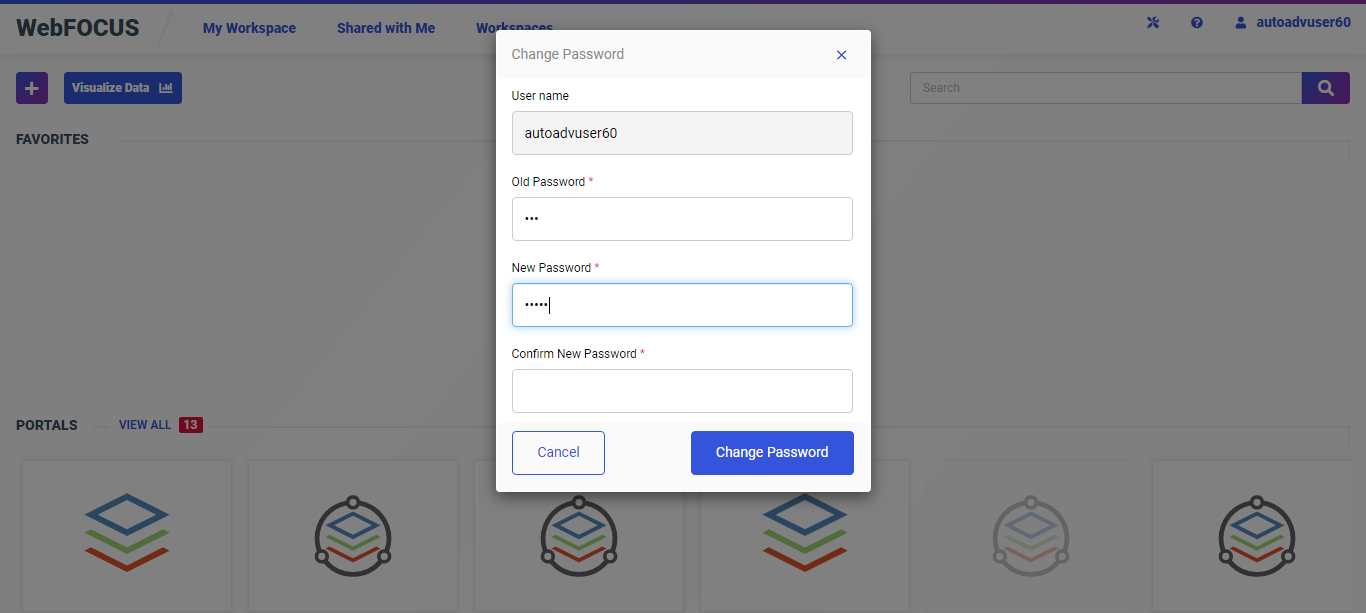 WebFOCUS
My Workspace
Shared with Me
Workspaces
autoadvuser60
Visualize Data
Search
FAVORITES
Change Password
User name
autoadvuser60
Old Password *
•••
New Password *
•••••
Confirm New Password *
Cancel
Change Password
PORTALS
VIEW ALL 13